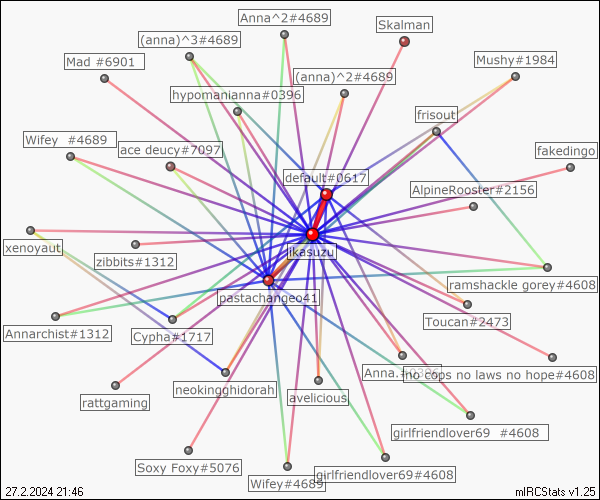 Anna^2#4689
Skalman
(anna)^3#4689
Mad #6901
Mushy#1984
(anna)^2#4689
hypomanianna#0396
frisout
Wifey  #4689
ace deucy#7097
fakedingo
default#0617
AlpineRooster#2156
xenoyaut
ikasuzu
zibbits#1312
ramshackle gorey#4608
pastachangeo41
Annarchist#1312
Cypha#1717
Toucan#2473
Anna.
no cops no laws no hope#4608
neokingghidorah
avelicious
rattgaming
girlfriendlover69  #4608
Soxy Foxy#5076
girlfriendlover69#4608
Wifey#4689
27.2.2024 21:46
mIRCStats v1.25